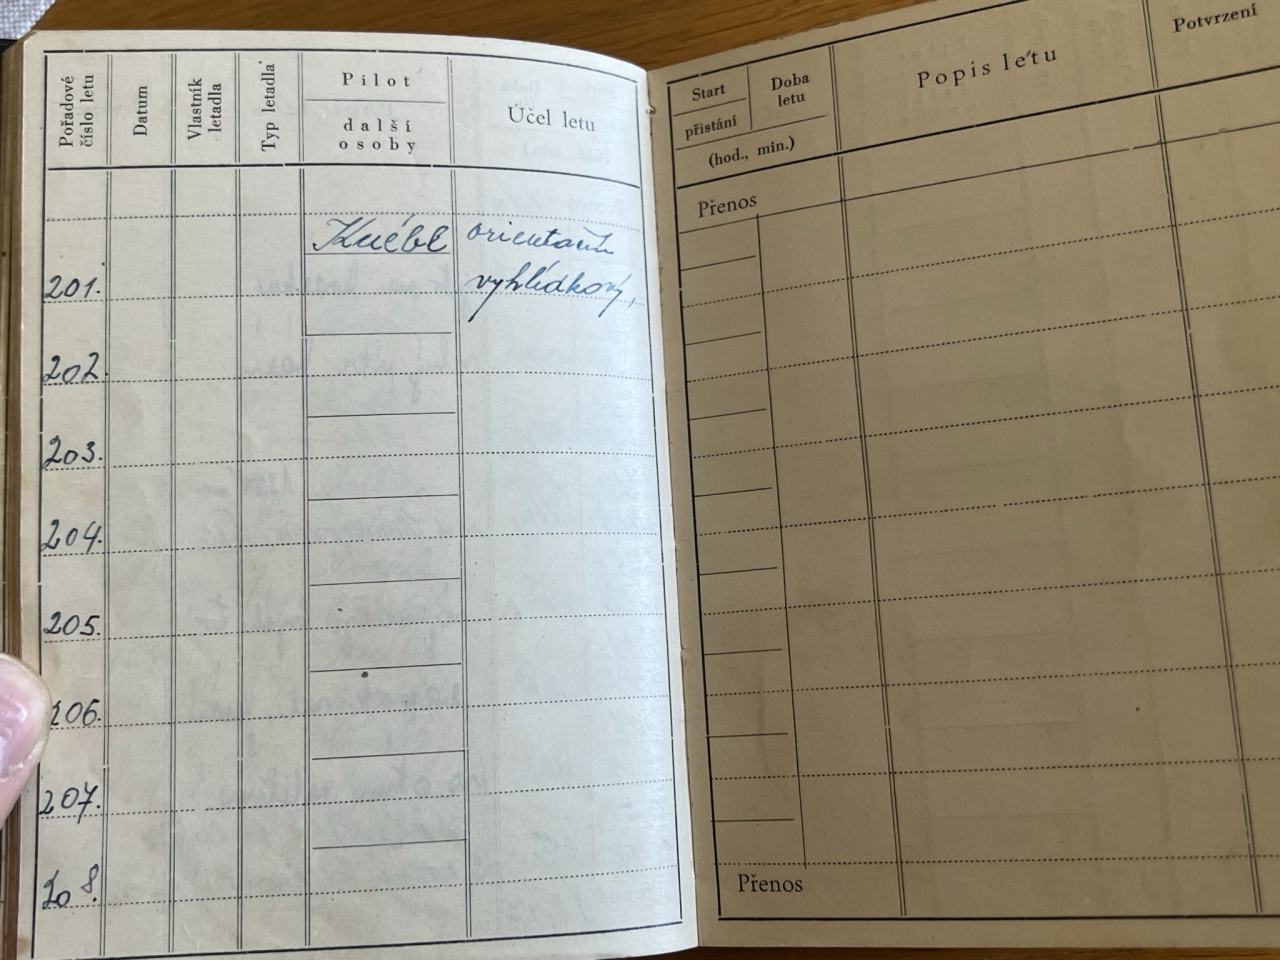 Pořadové
číslo letu
Datum
Vlastník
letadla
Typ letadla
Pilot
další
osoby
Účel letu
orientační
201.
vyhlídkový,
202.
203.
204.
205.
206.
207.
208.
Start
přistání
Doba
letu
(hod., min.)
Popis letu
Potvrzení
Přenos
Přenos